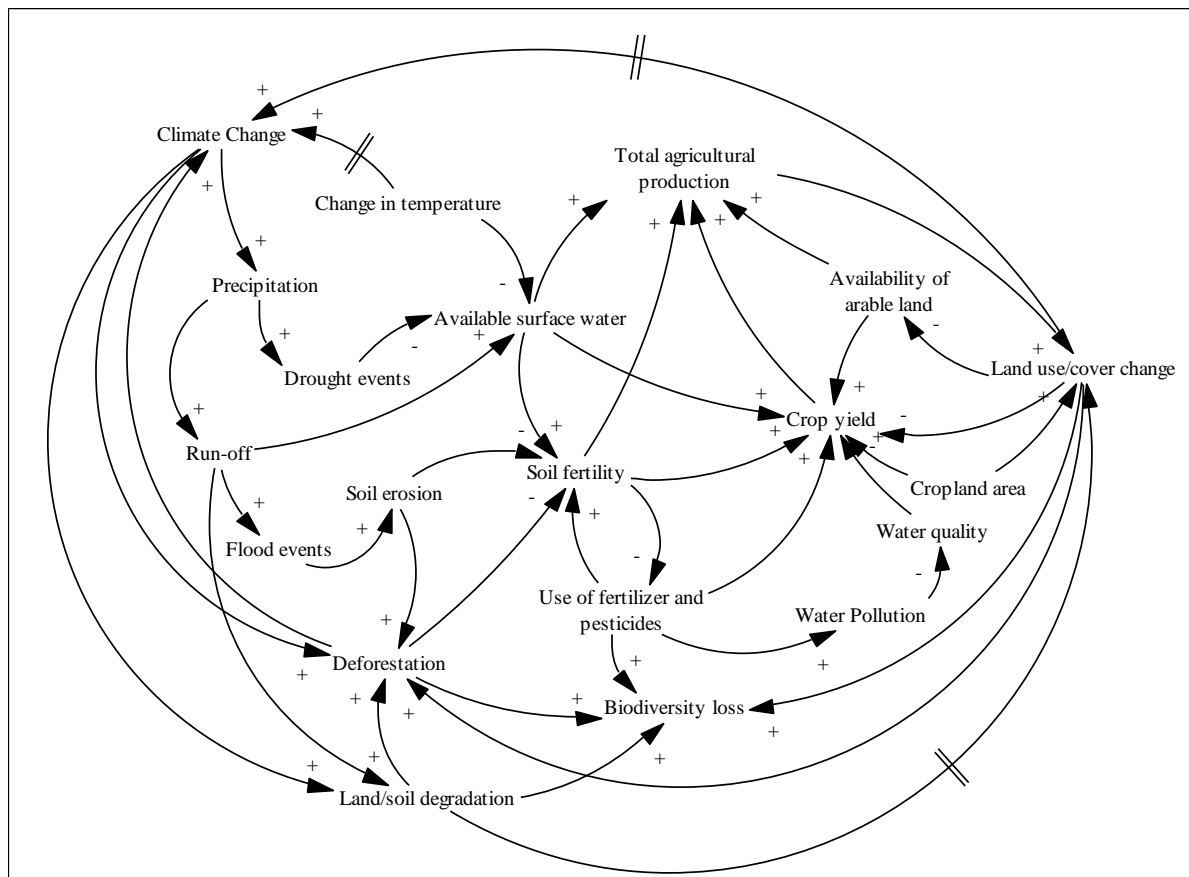 Climate Change
Total agricultural
production
Change in temperature
Precipitation
Availability of
arable land
Available surface water
Drought events
Land use/cover change
Crop yield
Run-off
Soil fertility
Soil erosion
Cropland area
Flood events
Water quality
Use of fertilizer and
pesticides
Water Pollution
Deforestation
Biodiversity loss
Land/soil degradation